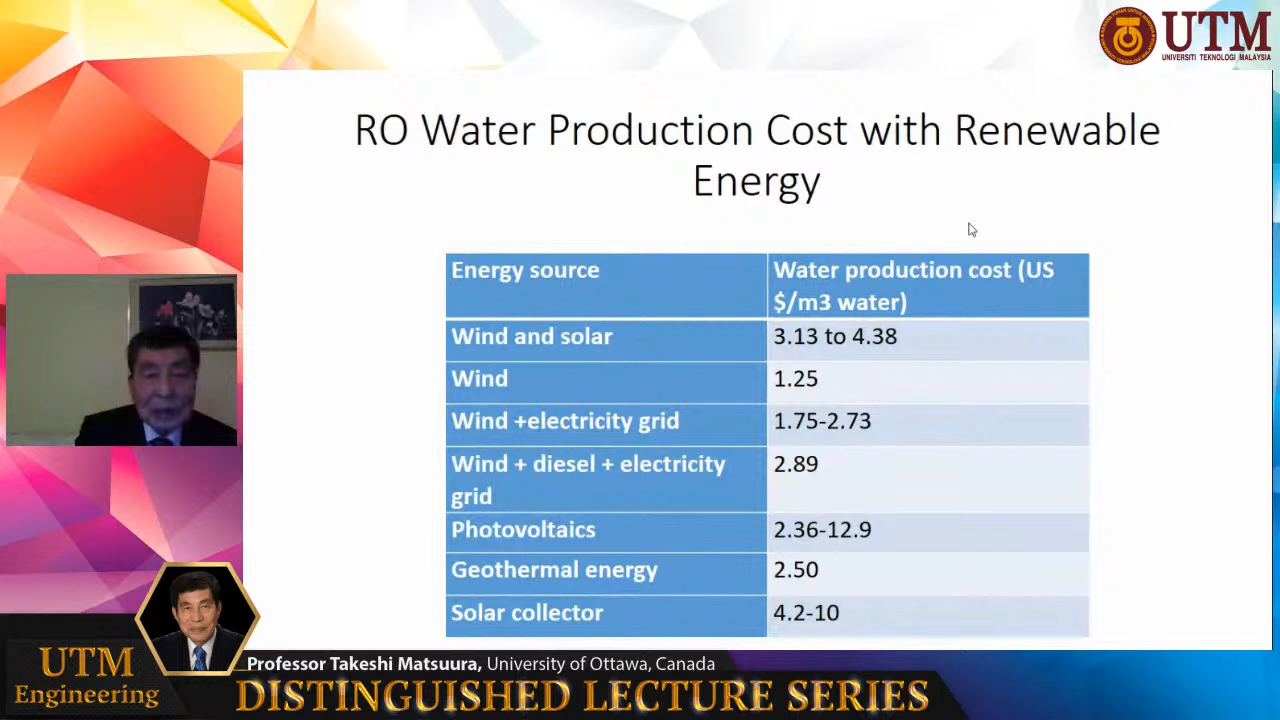 UTM
UNIVERSITI TEKNOLOGI MALAYSIA
RO Water Production Cost with Renewable
Energy
Energy source
Water production cost (US
$/m3 water)
Wind and solar
3.13 to 4.38
Wind
1.25
Wind +electricity grid
1.75-2.73
Wind + diesel + electricity
grid
2.89
Photovoltaics
2.36-12.9
Geothermal energy
2.50
Solar collector
4.2-10
UTM
Engineering
Professor Takeshi Matsuura, University of Ottawa, Canada
DISTINGUISHED LECTURE SERIES